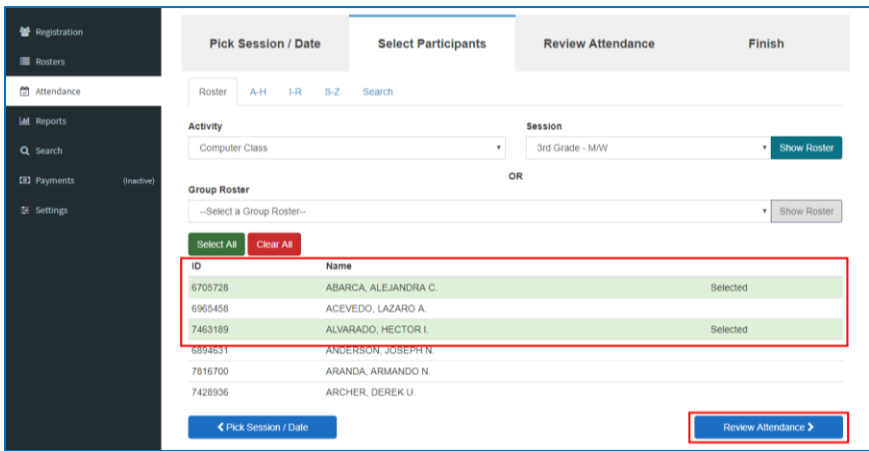 Registration
Rosters
Attendance
Reports
Search
Payments (Inactive)
Settings
Pick Session / Date Select Participants Review Attendance Finish
Roster A-H I-R S-Z Search
Activity Session
Computer Class 3rd Grade - M/W Show Roster
OR
Group Roster
--Select a Group Roster-- Show Roster
Select All Clear All
ID Name
6705728 ABARCA, ALEJANDRA C. Selected
6965458 ACEVEDO, LAZARO A.
7463189 ALVARADO, HECTOR I. Selected
6894631 ANDERSON, JOSEPH N.
7816700 ARANDA, ARMANDO N.
7428936 ARCHER, DEREK U.
Pick Session / Date Review Attendance